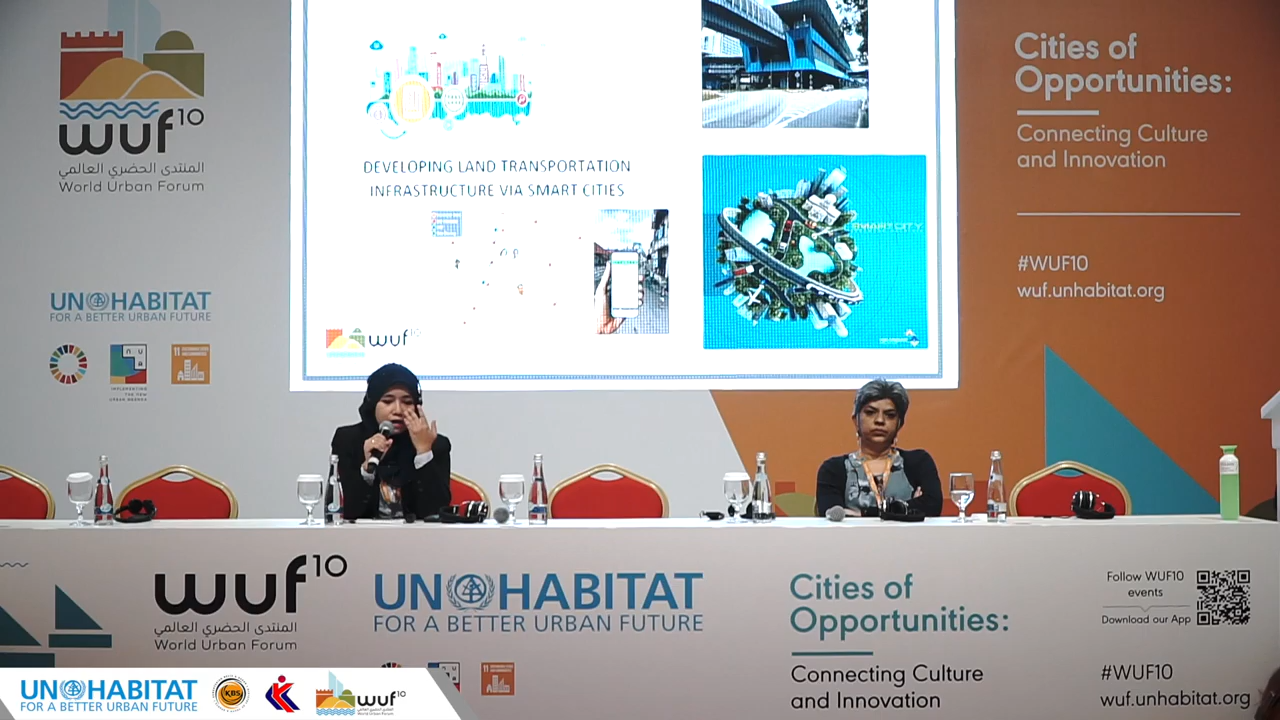 wuf10
المنتدى الحضري العالمي
World Urban Forum
UN HABITAT
FOR A BETTER URBAN FUTURE
DEVELOPING LAND TRANSPORTATION
INFRASTRUCTURE VIA SMART CITIES
SMART CITY
wuf10
Cities of
Opportunities:
Connecting Culture
and Innovation
#WUF10
wuf.unhabitat.org
wuf10
المنتدى الحضري العالمي
World Urban Forum
UN HABITAT
FOR A BETTER URBAN FUTURE
Cities of
Opportunities:
Connecting Culture
and Innovation
Follow WUF10
events
Download our App
#WUF10
wuf.unhabitat.org
UN HABITAT
FOR A BETTER URBAN FUTURE
KBS
wuf10